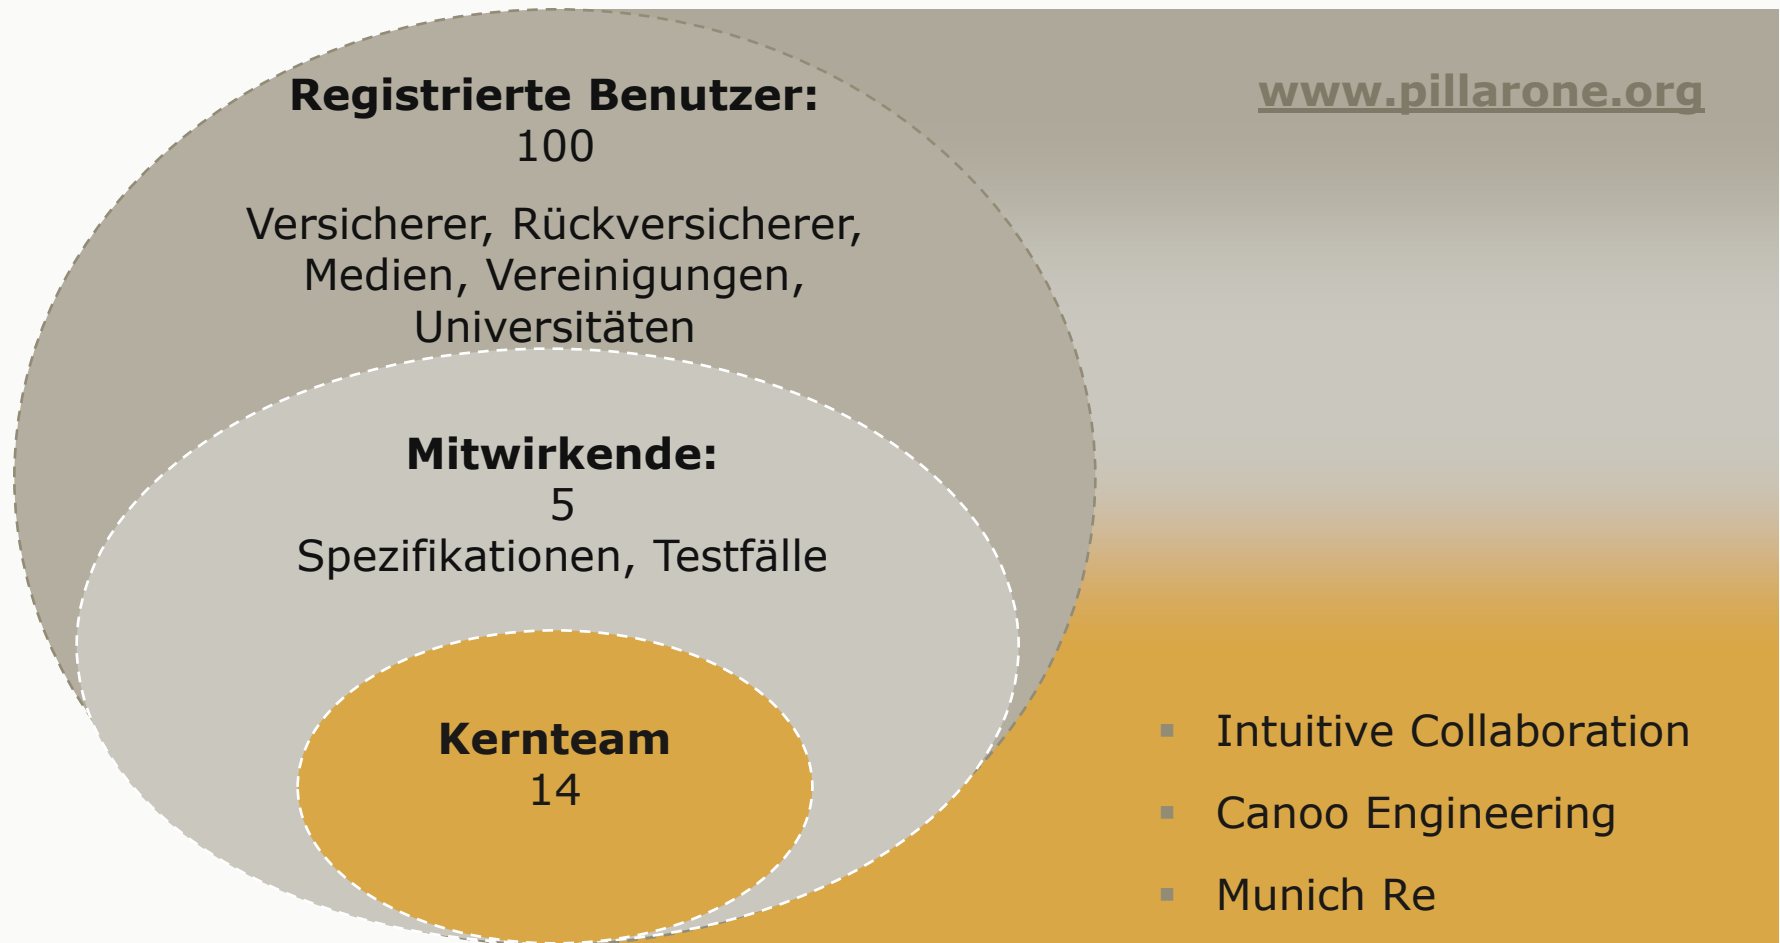 Registrierte Benutzer:
100
Versicherer, Rückversicherer,
Medien, Vereinigungen,
Universitäten
www.pillarone.org
Mitwirkende:
5
Spezifikationen, Testfälle
Kernteam
14
▪ Intuitive Collaboration
▪ Canoo Engineering
▪ Munich Re